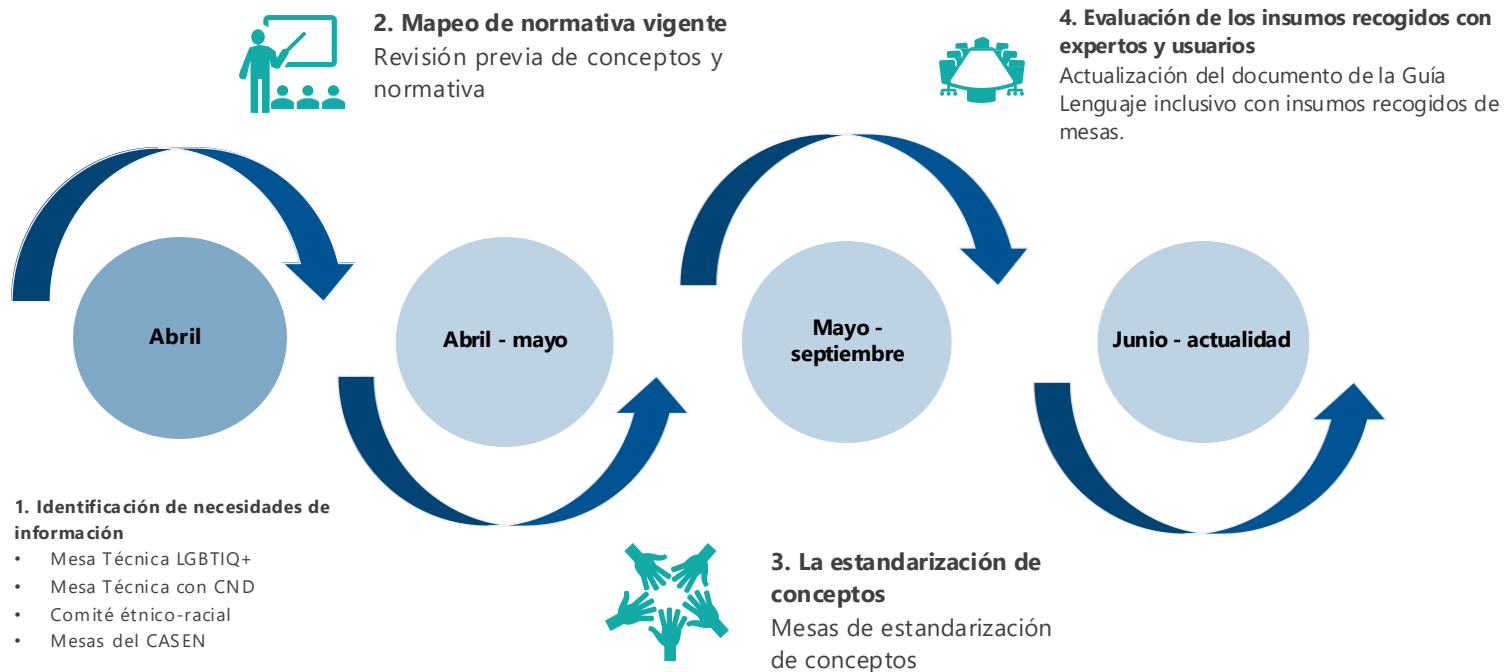 2. Mapeo de normativa vigente
Revisión previa de conceptos y
normativa
4. Evaluación de los insumos recogidos con
expertos y usuarios
Actualización del documento de la Guía
Lenguaje inclusivo con insumos recogidos de
mesas.
Abril
Abril - mayo
Mayo -
septiembre
Junio - actualidad
1. Identificación de necesidades de
información
• Mesa Técnica LGBTIQ+
• Mesa Técnica con CND
• Comité étnico-racial
• Mesas del CASEN
3. La estandarización de
conceptos
Mesas de estandarización
de conceptos